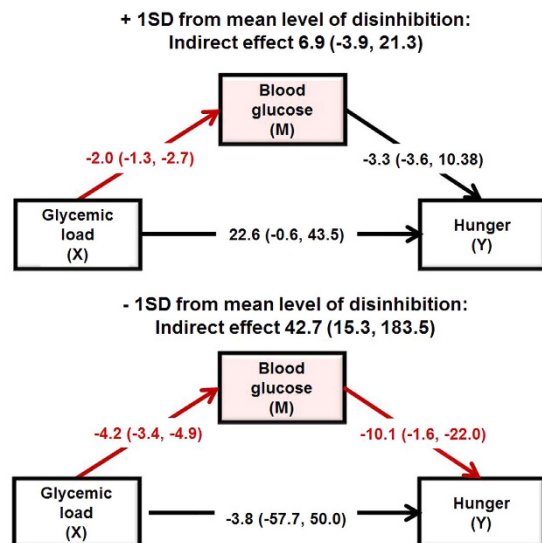 + 1SD from mean level of disinhibition:
Indirect effect 6.9 (-3.9, 21.3)
Blood
glucose
(M)
-2.0 (-1.3, -2.7)
-3.3 (-3.6, 10.38)
Glycemic
load
(X)
22.6 (-0.6, 43.5)
Hunger
(Y)
- 1SD from mean level of disinhibition:
Indirect effect 42.7 (15.3, 183.5)
Blood
glucose
(M)
-4.2 (-3.4, -4.9)
-10.1 (-1.6, -22.0)
Glycemic
load
(X)
-3.8 (-57.7, 50.0)
Hunger
(Y)